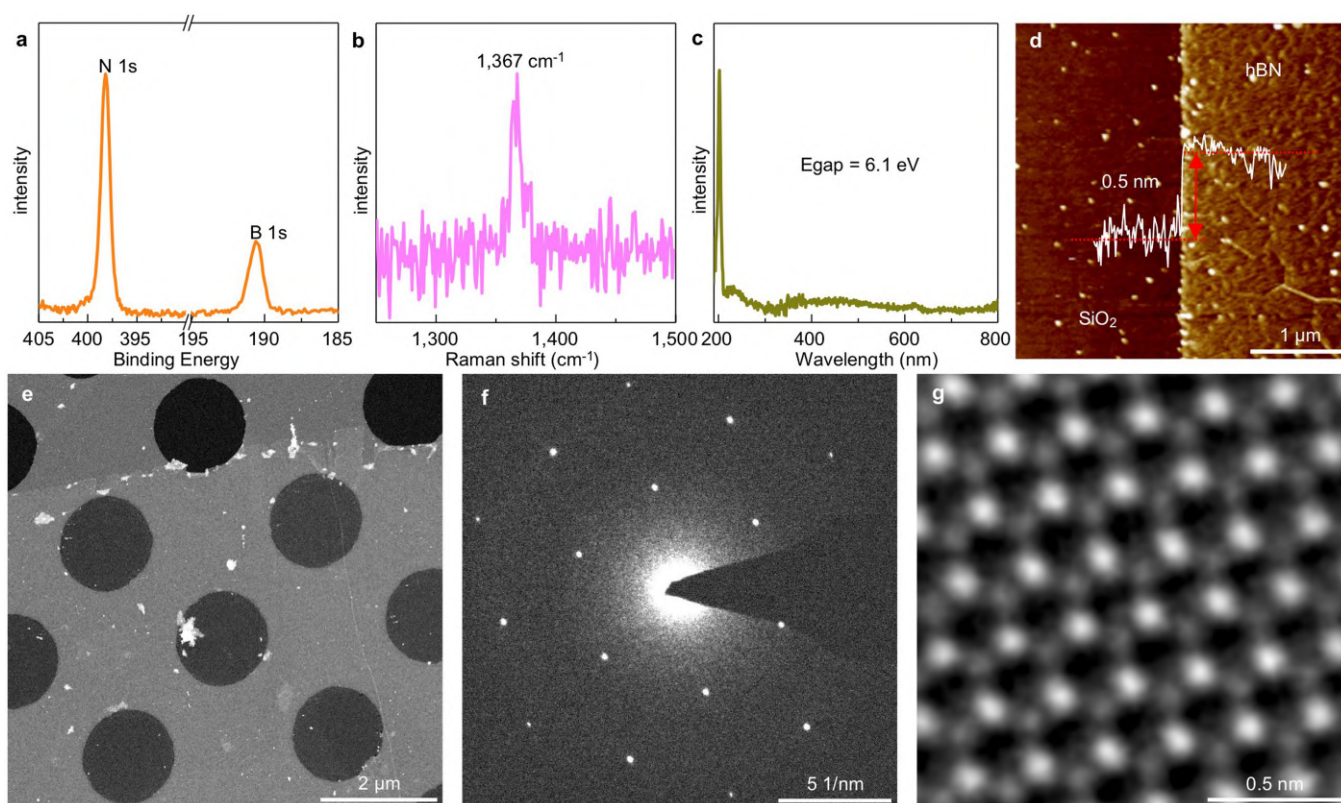 a
N 1s
B 1s
intensity
405
400
195
190
185
Binding Energy
b
1,367 cm⁻¹
intensity
1,300
1,400
1,500
Raman shift (cm⁻¹)
c
Egap = 6.1 eV
intensity
200
400
600
800
Wavelength (nm)
d
hBN
0.5 nm
SiO₂
1 μm
e
2 μm
f
5 1/nm
g
0.5 nm